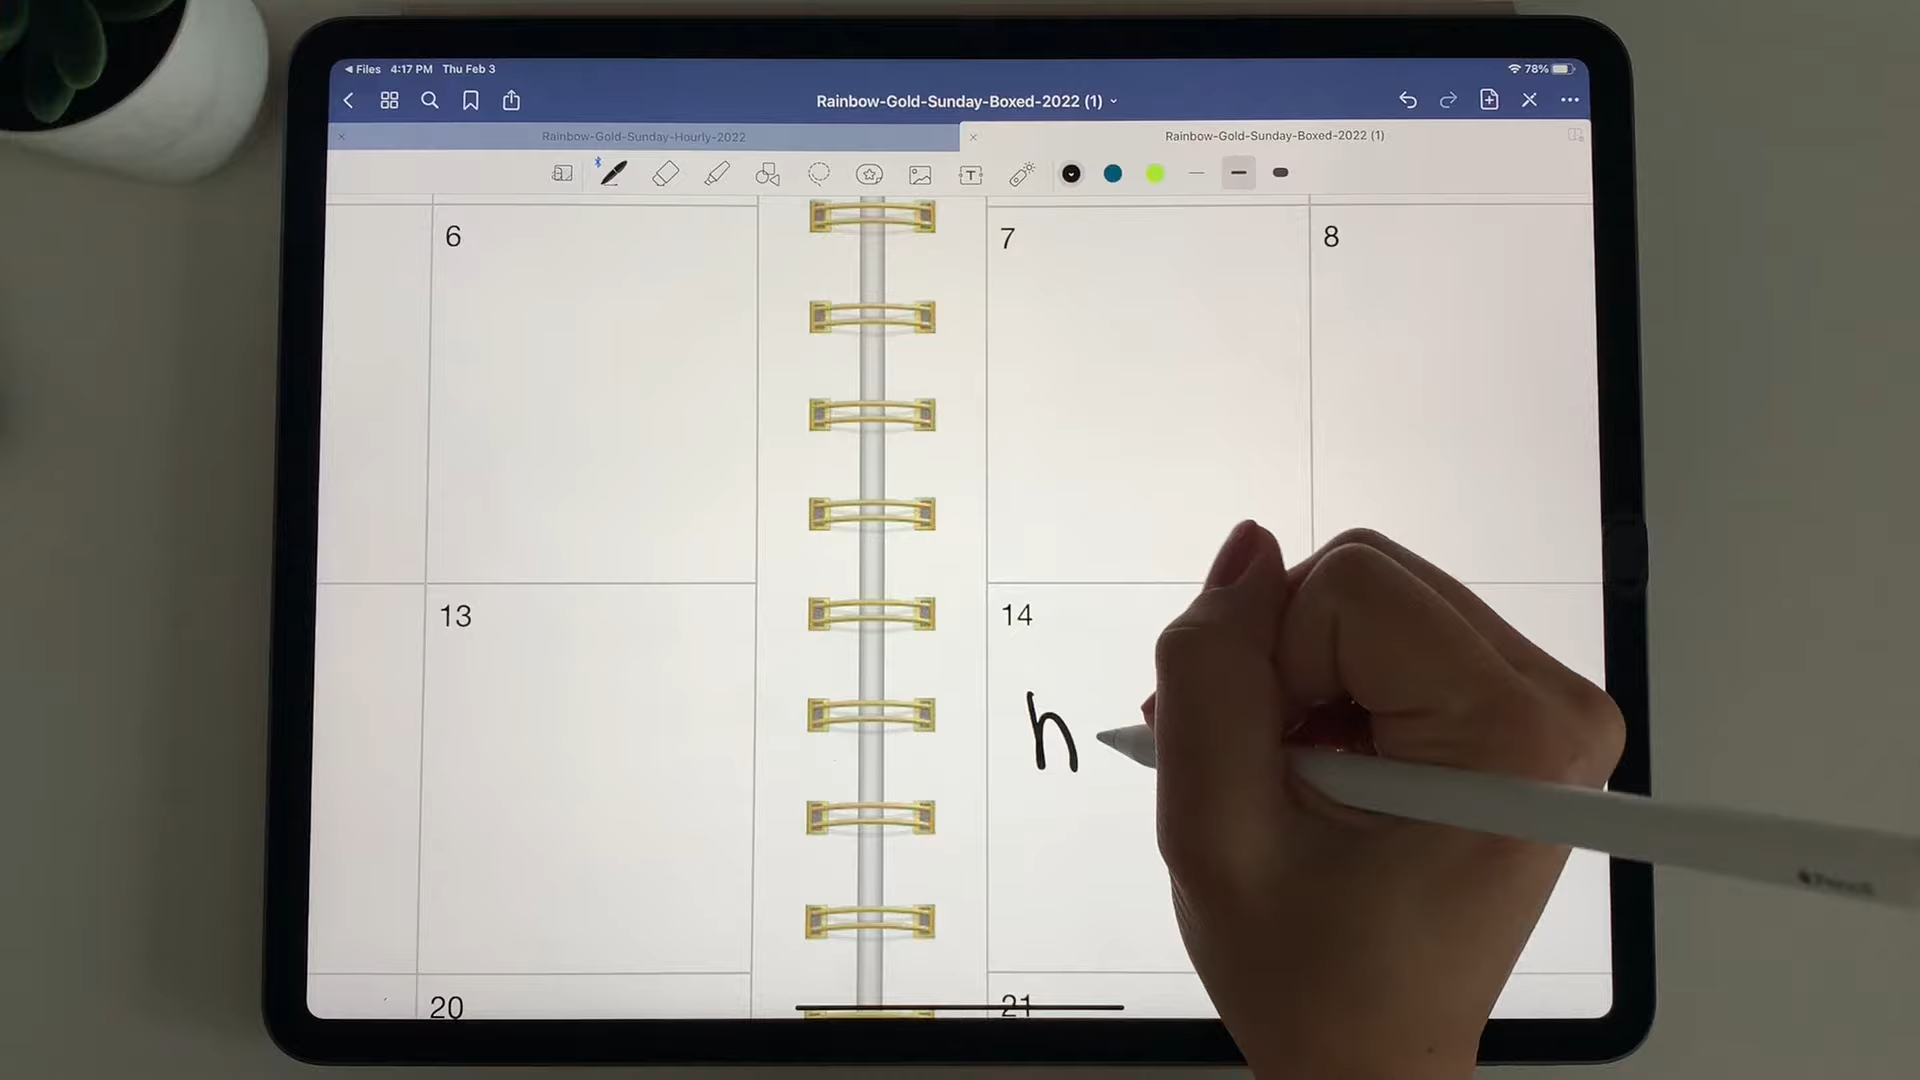 Files 4:17 PM Thu Feb 3
78%
Rainbow-Gold-Sunday-Boxed-2022 (1)
Rainbow-Gold-Sunday-Hourly-2022
Rainbow-Gold-Sunday-Boxed-2022 (1)
T
6
7
8
13
14
h
Pencil
20
21